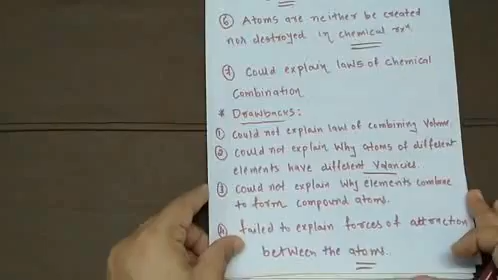 ⑥ Atoms are neither be created
nor destroyed in chemical rxⁿ
⑦ Could explain laws of chemical
Combination
* Drawbacks:
① Could not explain law of combining Volume
② Could not explain Why atoms of different
elements have different Valancies.
③ Could not explain Why elements combine
to form compound atoms.
④ failed to explain forces of attraction
between the atoms.